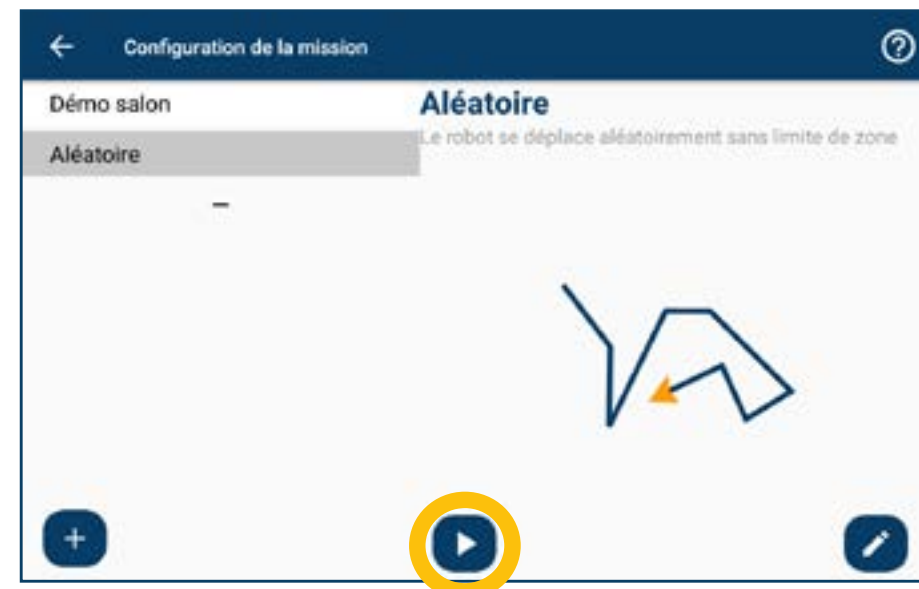 Configuration de la mission
Démo salon
Aléatoire
Aléatoire
Le robot se déplace aléatoirement sans limite de zone